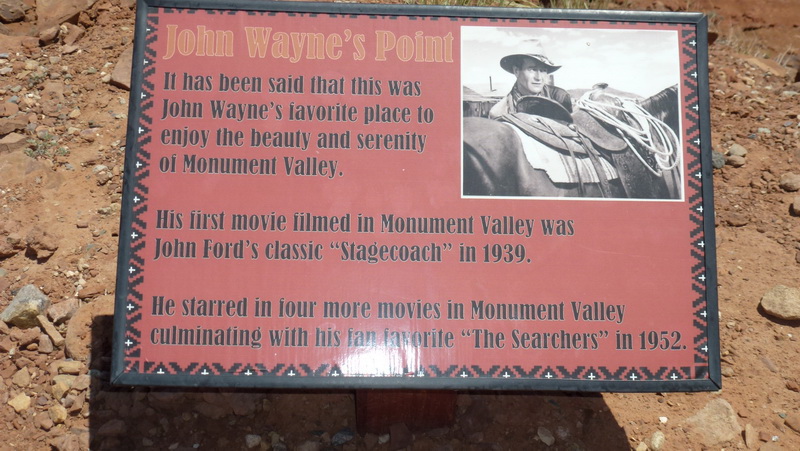 John Wayne's Point
It has been said that this was
John Wayne's favorite place to
enjoy the beauty and serenity
of Monument Valley.
His first movie filmed in Monument Valley was
John Ford's classic "Stagecoach" in 1939.
He starred in four more movies in Monument Valley
culminating with his fan favorite "The Searchers" in 1952.